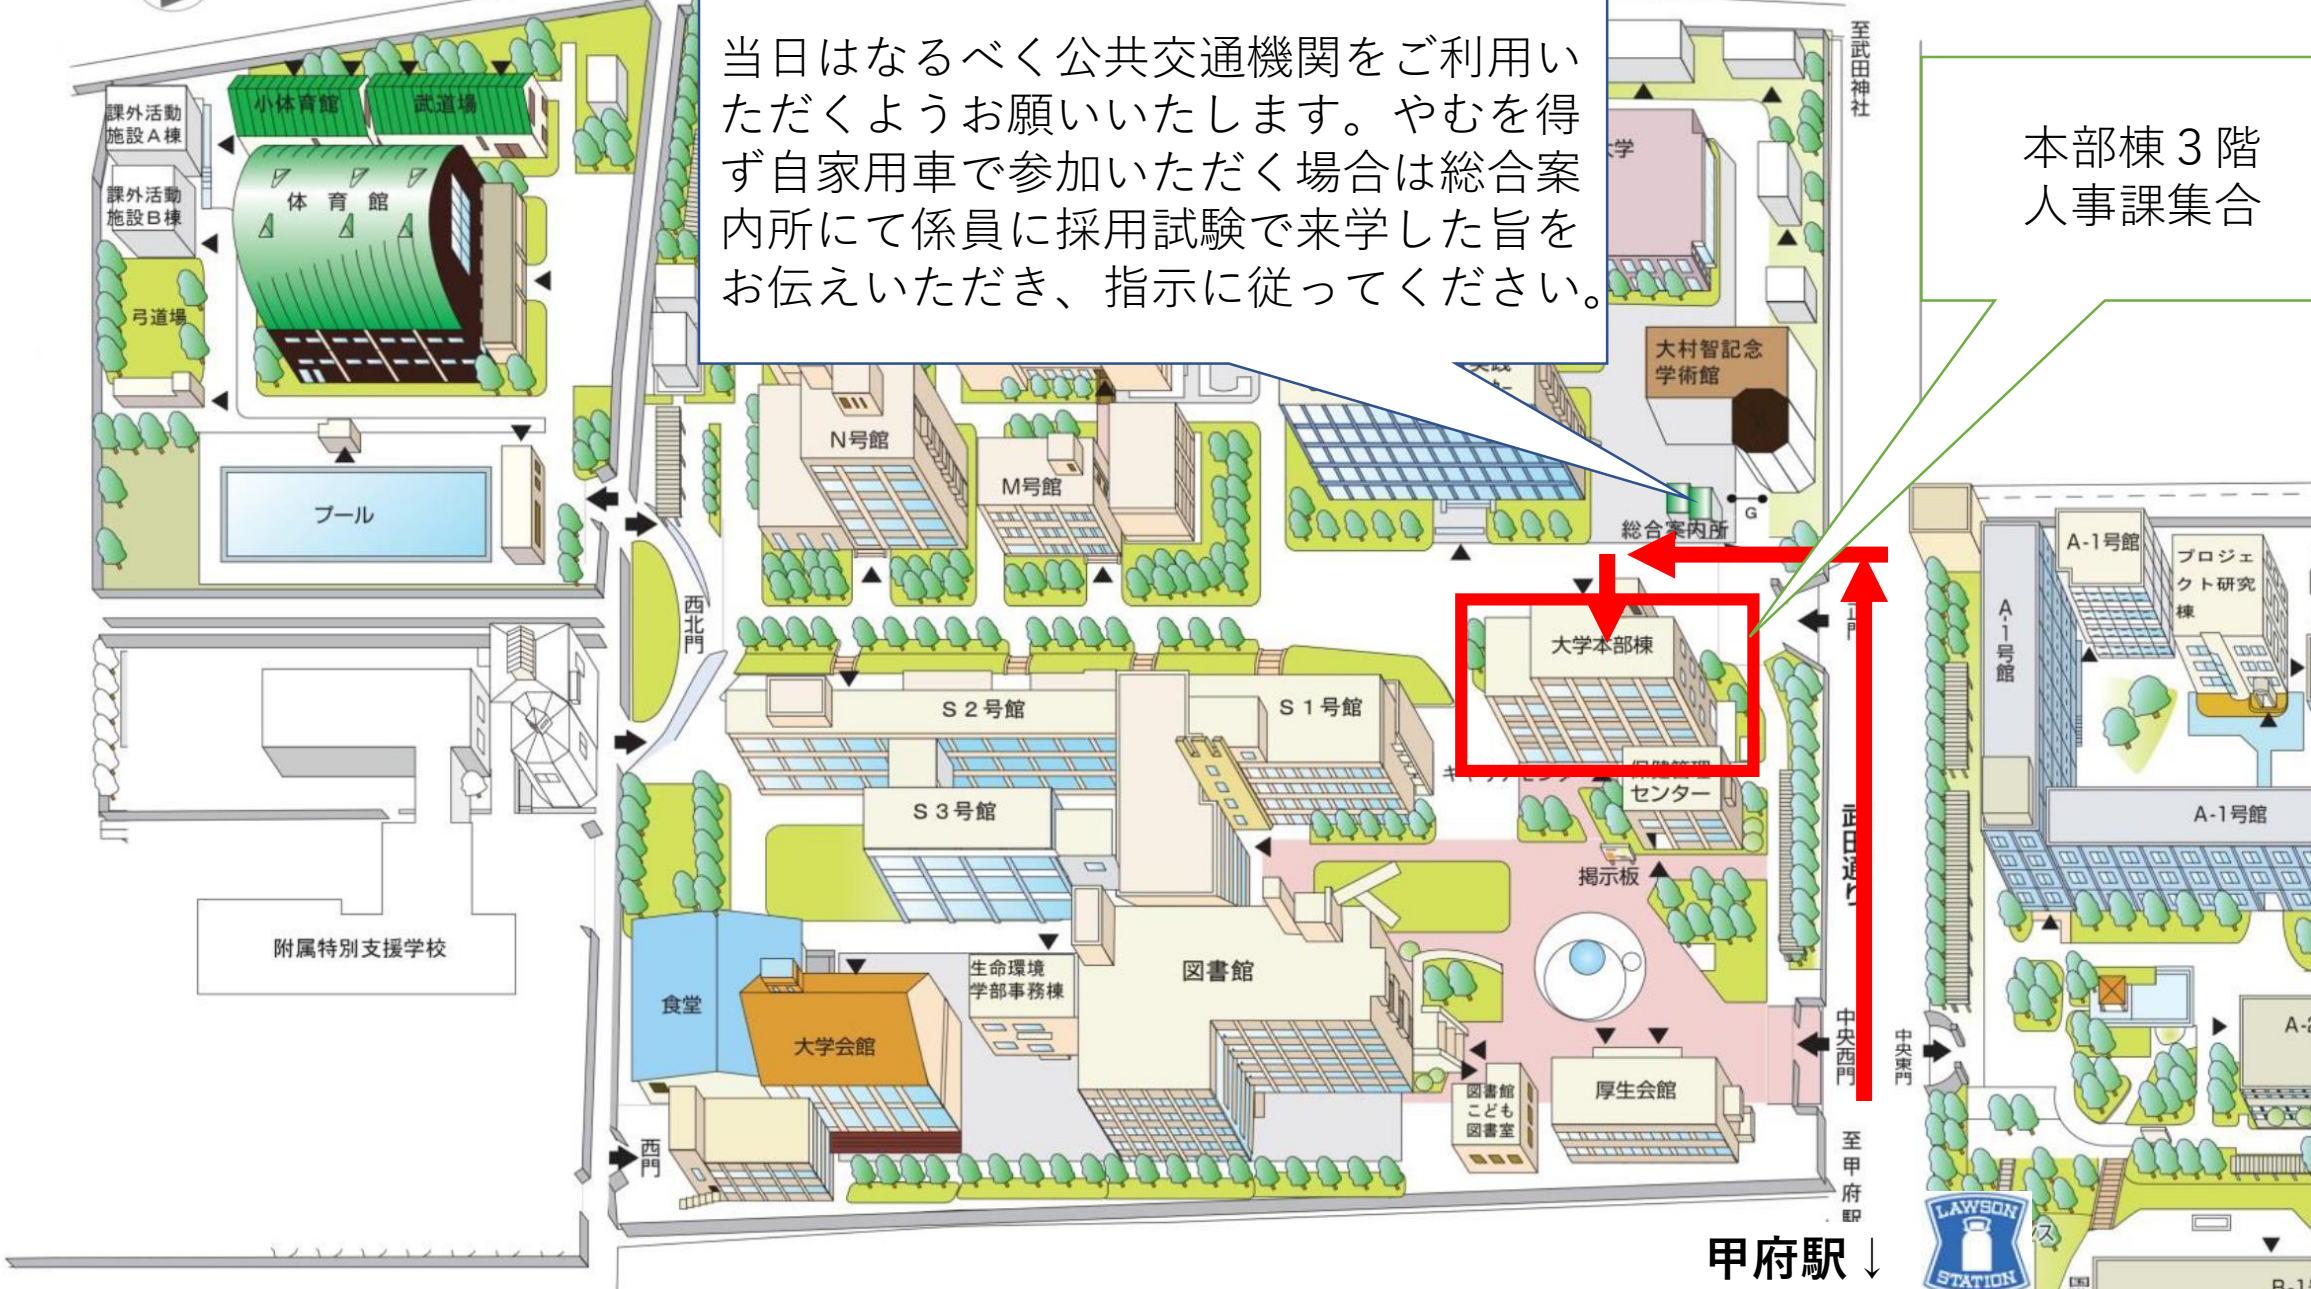 当日はなるべく公共交通機関をご利用い
ただくようお願いいたします。やむを得
ず自家用車で参加いただく場合は総合案
内所にて係員に採用試験で来学した旨を
お伝えいただき、指示に従ってください。
本部棟３階
人事課集合
至武田神社
課外活動
施設A棟
小体育館
武道場
課外活動
施設B棟
体育館
弓道場
プール
N号館
M号館
大村智記念
学術館
総合案内所
G
西北門
正門
大学本部棟
S２号館
S１号館
S３号館
保健管理
センター
掲示板
武田通り
附属特別支援学校
食堂
大学会館
生命環境
学部事務棟
図書館
図書館
こども
図書室
厚生会館
中央西門
中央東門
西門
至甲府駅
甲府駅↓
A-1号館
プロジェ
クト研究
棟
A-1号館
A-1号館
LAWSON
STATION